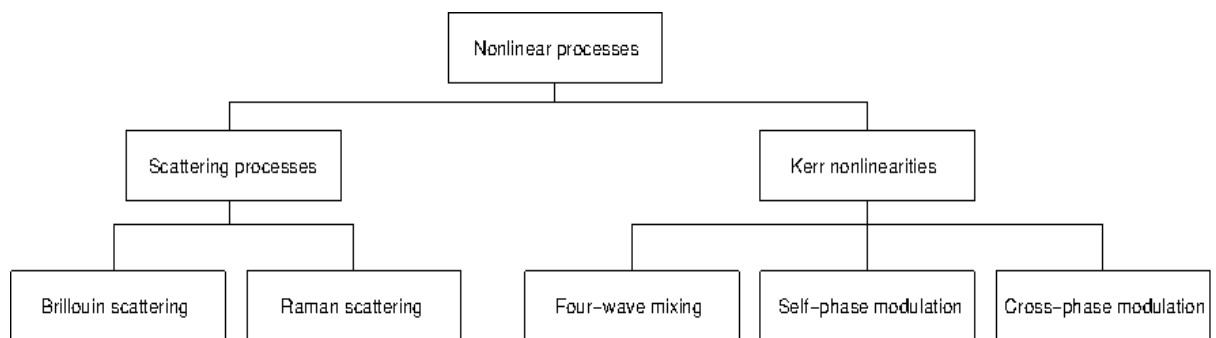 Nonlinear processes
Scattering processes
Kerr nonlinearities
Brillouin scattering
Raman scattering
Four-wave mixing
Self-phase modulation
Cross-phase modulation